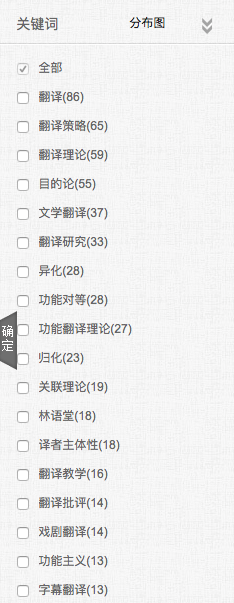 关键词 分布图
全部
翻译(86)
翻译策略(65)
翻译理论(59)
目的论(55)
文学翻译(37)
翻译研究(33)
异化(28)
功能对等(28)
确定
功能翻译理论(27)
归化(23)
关联理论(19)
林语堂(18)
译者主体性(18)
翻译教学(16)
翻译批评(14)
戏剧翻译(14)
功能主义(13)
字幕翻译(13)